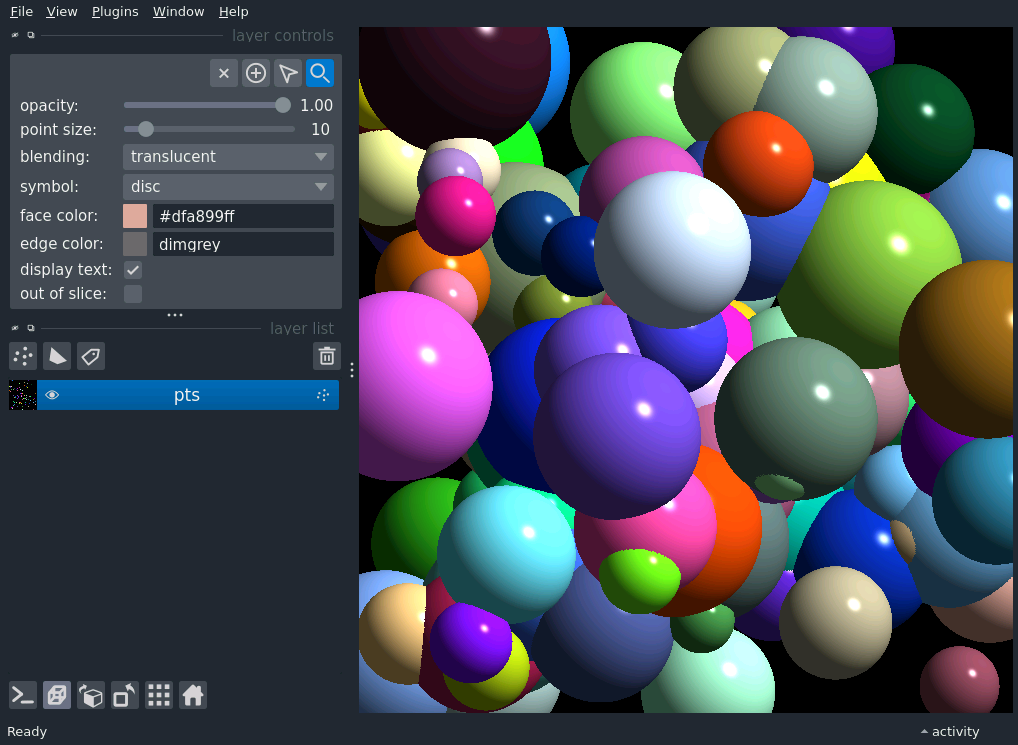 File View Plugins Window Help
layer controls
opacity: 1.00
point size: 10
blending: translucent
symbol: disc
face color: #dfa899ff
edge color: dimgrey
display text:
out of slice:
layer list
pts
Ready activity